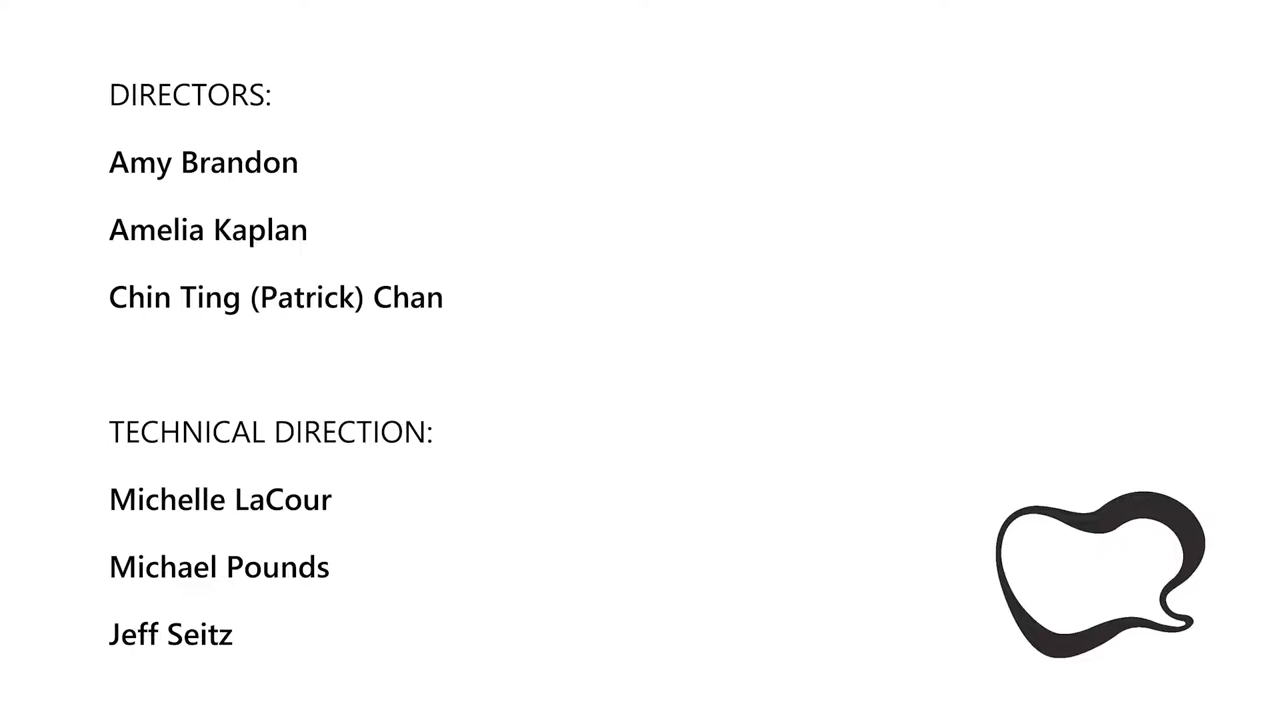 DIRECTORS:
Amy Brandon
Amelia Kaplan
Chin Ting (Patrick) Chan
TECHNICAL DIRECTION:
Michelle LaCour
Michael Pounds
Jeff Seitz